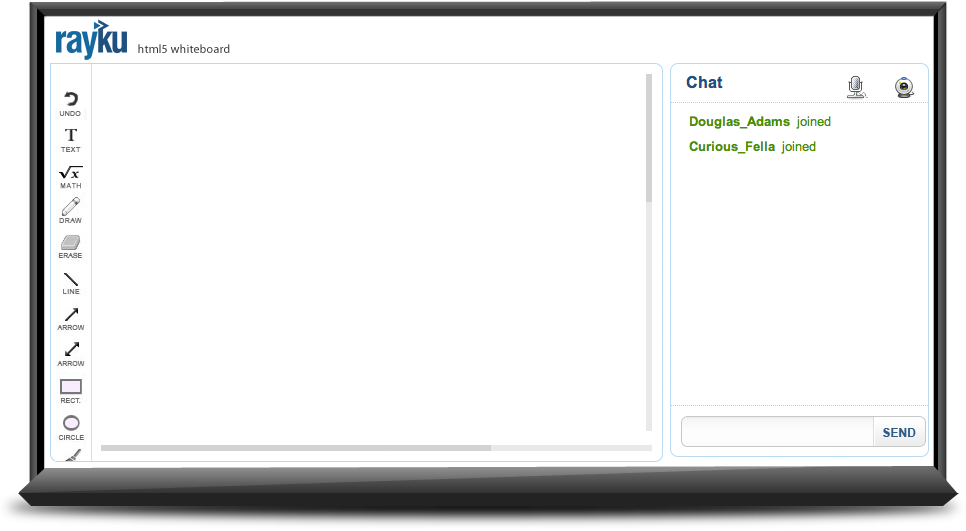 rayku html5 whiteboard
UNDO
T
TEXT
√x
MATH
DRAW
ERASE
LINE
ARROW
ARROW
RECT.
CIRCLE
Chat
Douglas_Adams joined
Curious_Fella joined
SEND